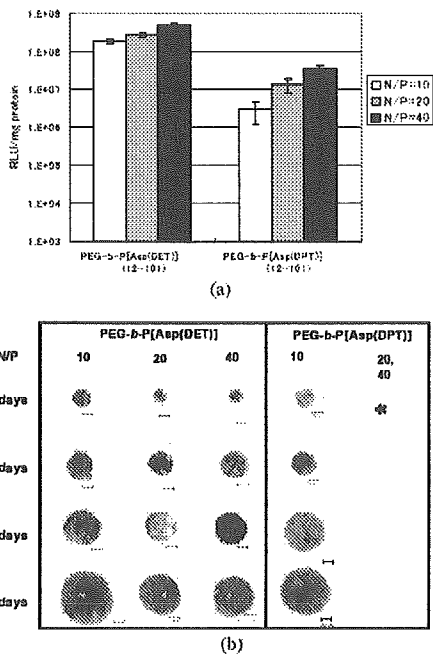 1.E+09
1.E+08
1.E+07
1.E+06
1.E+05
1.E+04
1.E+03
RLU/mg protein
N/P=10
N/P=20
N/P=40
PEG-b-P[Asp(DET)]
(12-101)
PEG-b-P[Asp(DPT)]
(12-101)
(a)
PEG-b-P[Asp(DET)]
PEG-b-P[Asp(DPT)]
N/P
10
20
40
10
20,
40
days
days
days
days
(b)